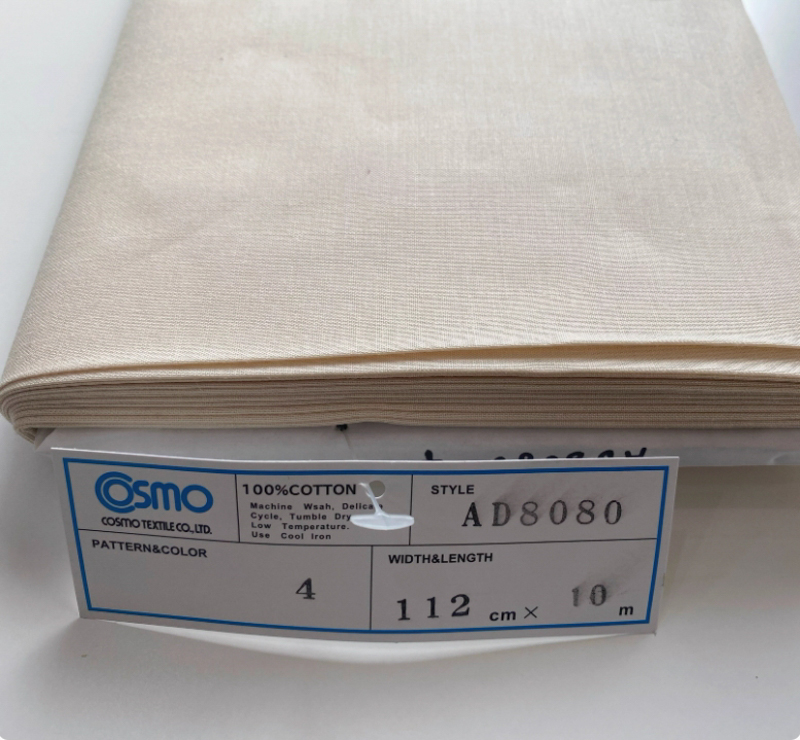 COSMO
COSMO TEXTILE CO.,LTD.
100%COTTON
Machine Wsah, Delicate
Cycle, Tumble Dry
Low Temperature.
Use Cool Iron
STYLE
AD8080
PATTERN&COLOR
4
WIDTH&LENGTH
112 cm × 10 m